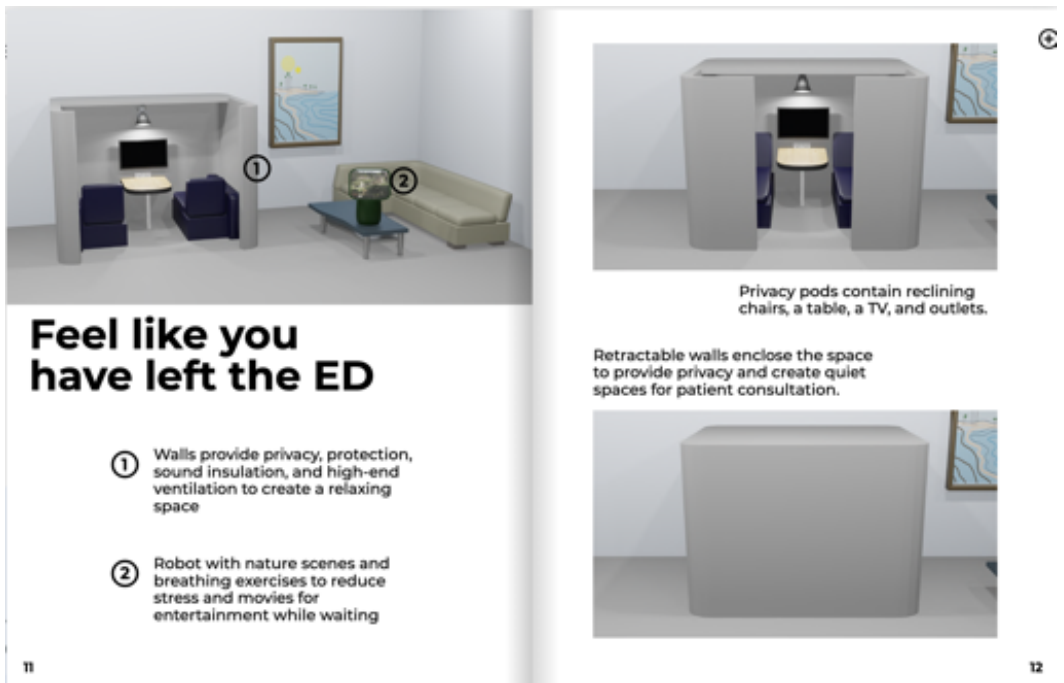 1
2
Feel like you
have left the ED
1 Walls provide privacy, protection,
sound insulation, and high-end
ventilation to create a relaxing
space
2 Robot with nature scenes and
breathing exercises to reduce
stress and movies for
entertainment while waiting
11
Privacy pods contain reclining
chairs, a table, a TV, and outlets.
Retractable walls enclose the space
to provide privacy and create quiet
spaces for patient consultation.
12